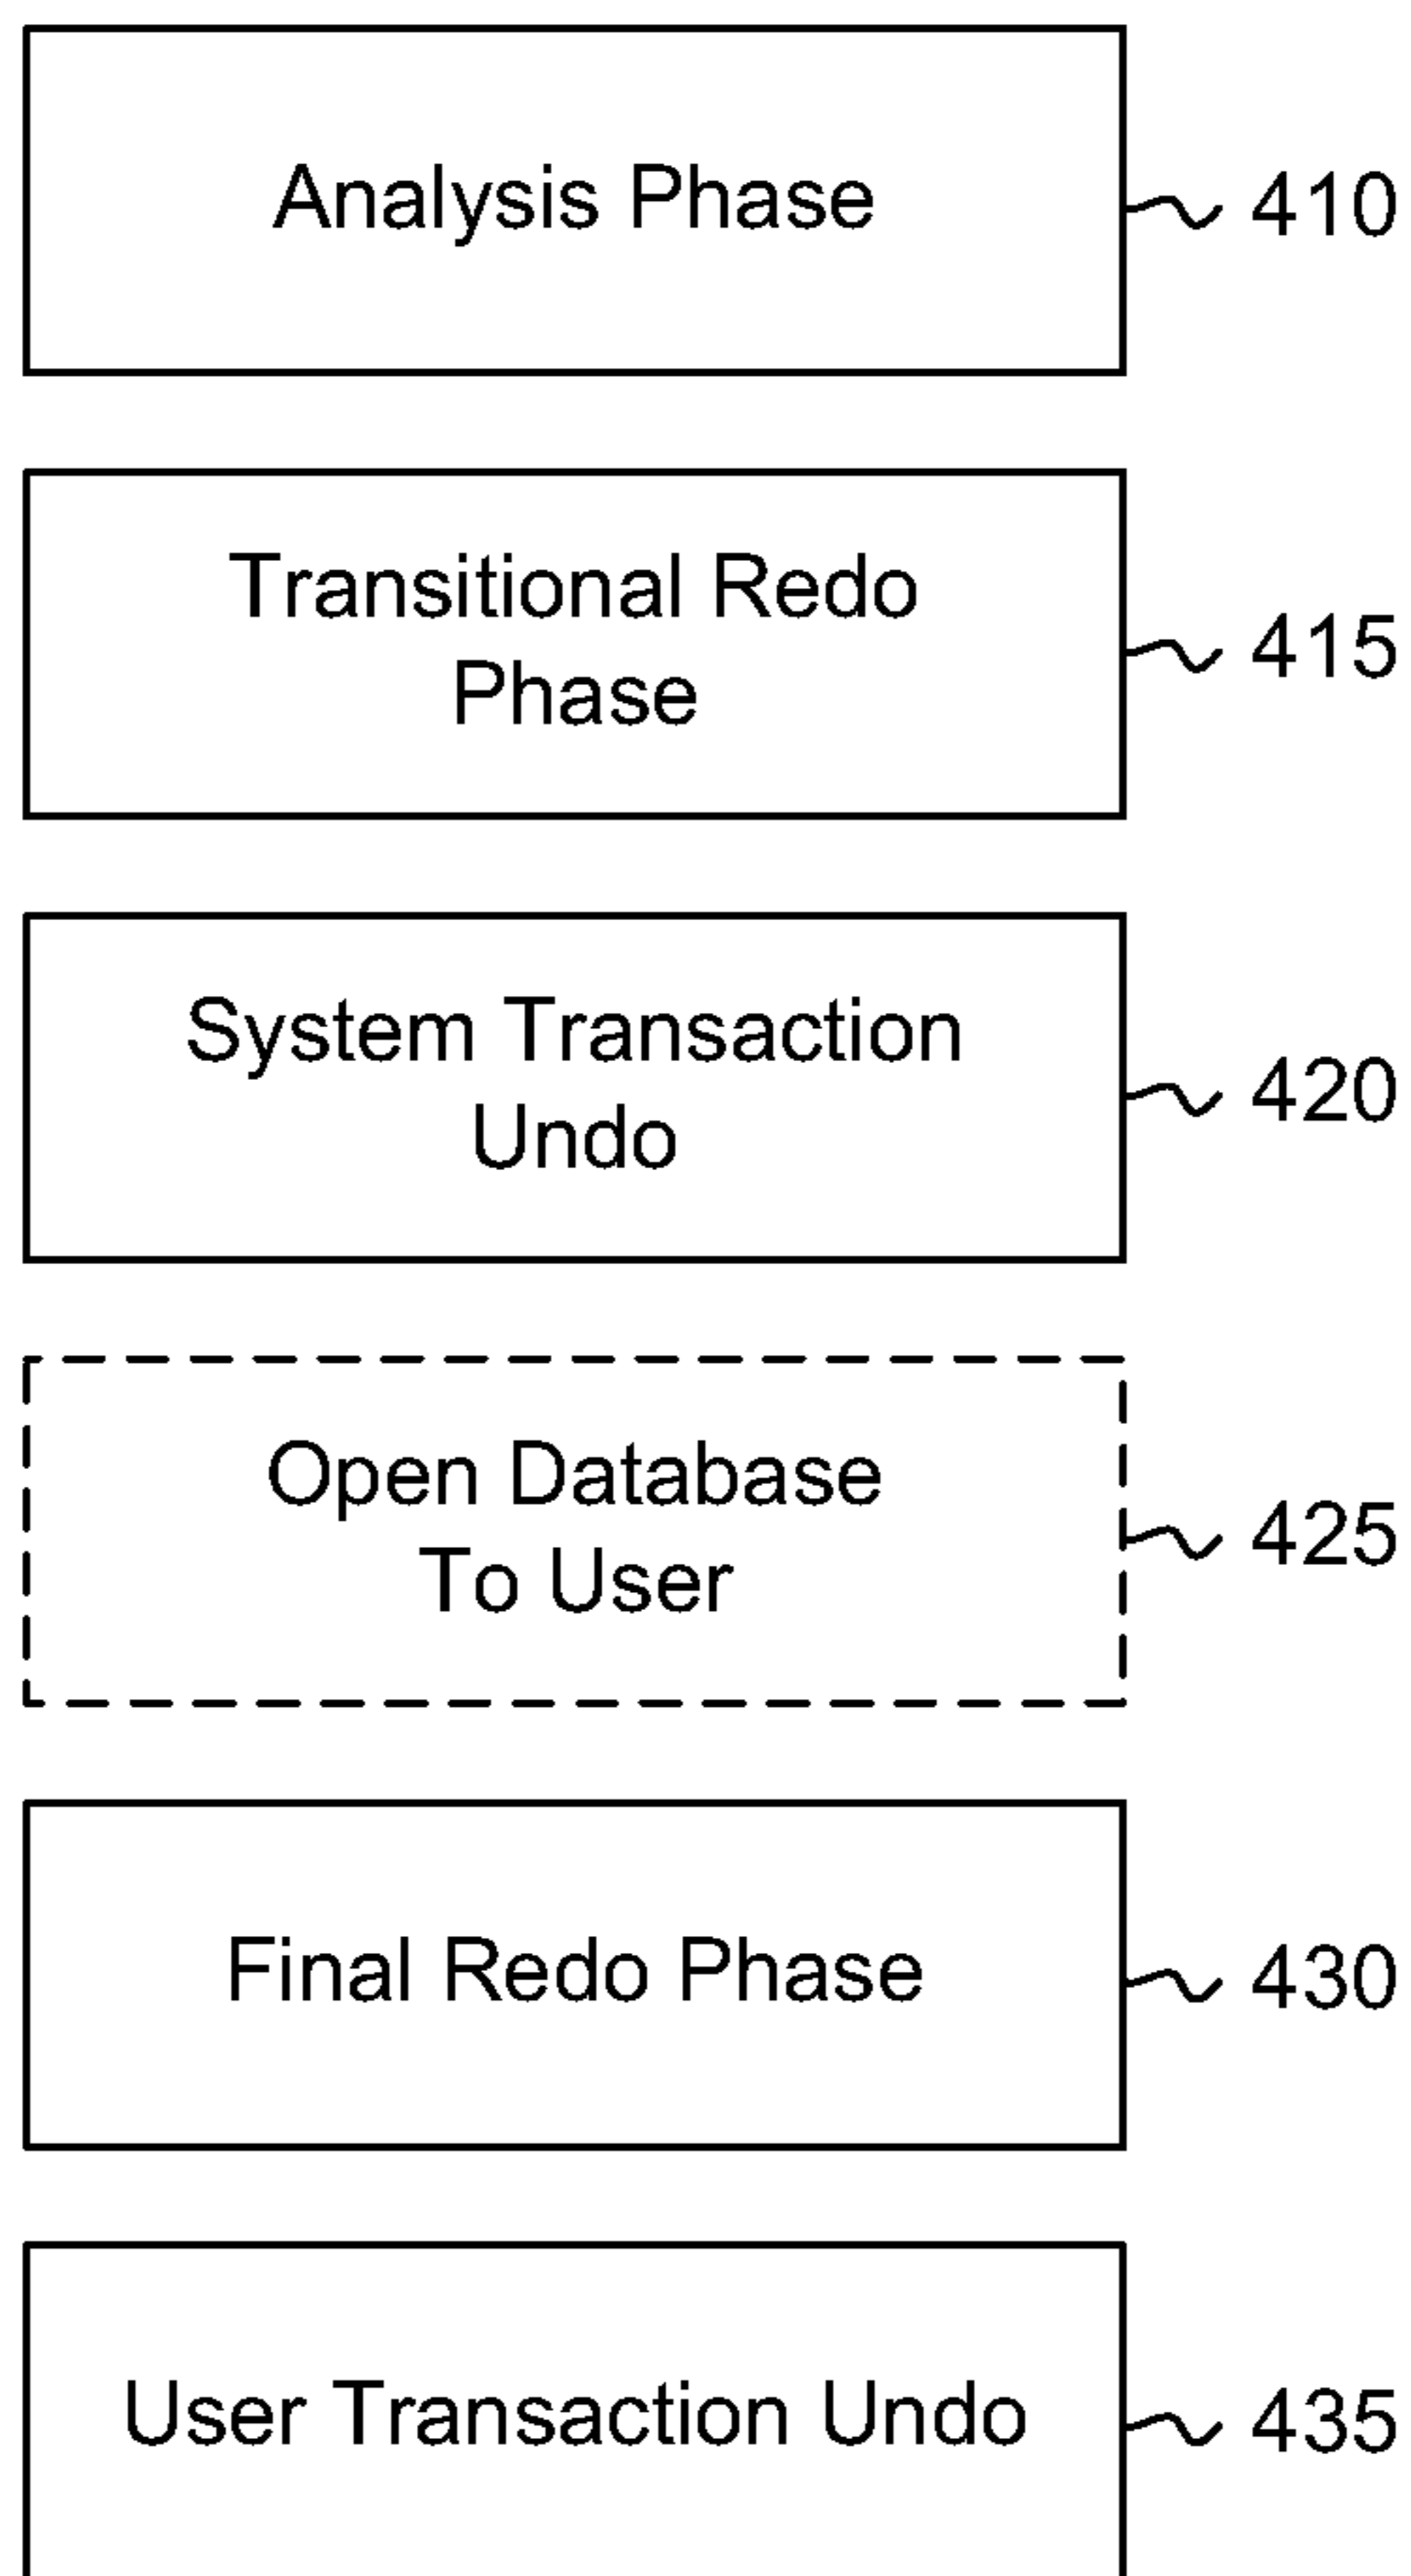 Analysis Phase
410
Transitional Redo
Phase
415
System Transaction
Undo
420
Open Database
To User
425
Final Redo Phase
430
User Transaction Undo
435